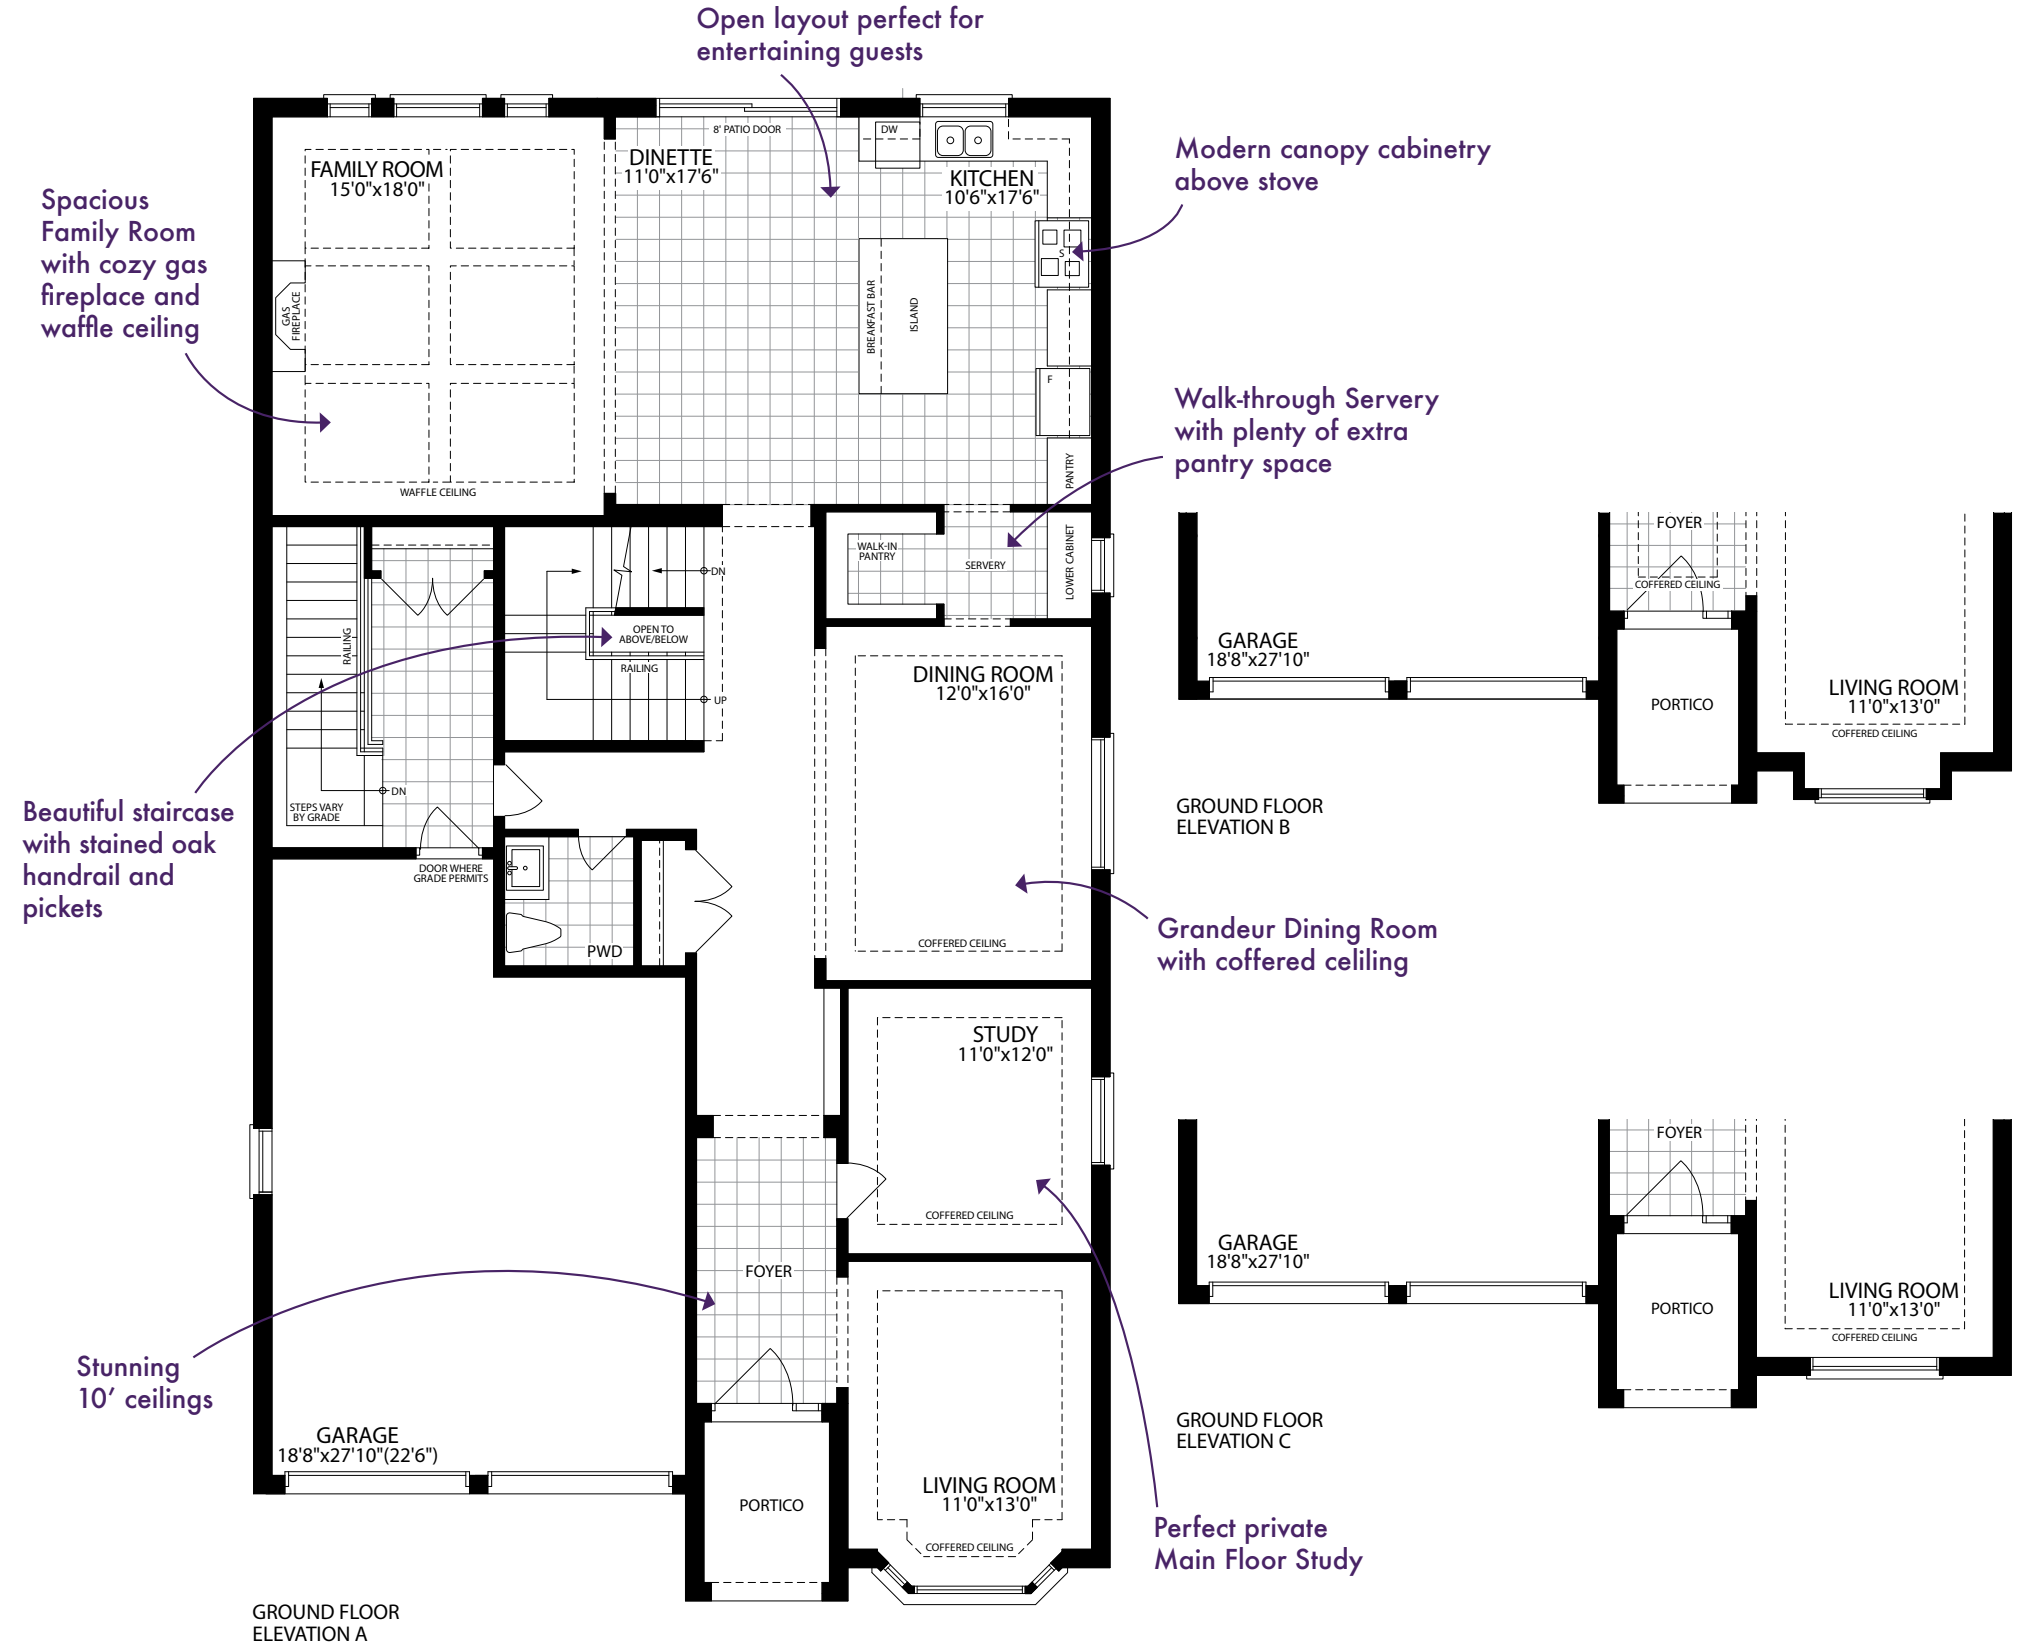 Open layout perfect for
entertaining guests
8' PATIO DOOR
DW
DINETTE
11'0"x17'6"
FAMILY ROOM
15'0"x18'0"
KITCHEN
10'6"x17'6"
Modern canopy cabinetry
above stove
Spacious
Family Room
with cozy gas
fireplace and
waffle ceiling
S
GAS
FIREPLACE
BREAKFAST BAR
ISLAND
F
Walk-through Servery
with plenty of extra
pantry space
PANTRY
WAFFLE CEILING
WALK-IN
PANTRY
SERVERY
LOWER CABINET
DN
OPEN TO
ABOVE/BELOW
RAILING
RAILING
UP
DINING ROOM
12'0"x16'0"
DN
STEPS VARY
BY GRADE
Beautiful staircase
with stained oak
handrail and
pickets
DOOR WHERE
GRADE PERMITS
PWD
COFFERED CEILING
Grandeur Dining Room
with coffered celiling
STUDY
11'0"x12'0"
COFFERED CEILING
FOYER
Stunning
10' ceilings
GARAGE
18'8"x27'10"(22'6")
LIVING ROOM
11'0"x13'0"
PORTICO
COFFERED CEILING
Perfect private
Main Floor Study
GROUND FLOOR
ELEVATION A
FOYER
COFFERED CEILING
GARAGE
18'8"x27'10"
LIVING ROOM
11'0"x13'0"
PORTICO
COFFERED CEILING
GROUND FLOOR
ELEVATION B
FOYER
GARAGE
18'8"x27'10"
LIVING ROOM
11'0"x13'0"
PORTICO
COFFERED CEILING
GROUND FLOOR
ELEVATION C